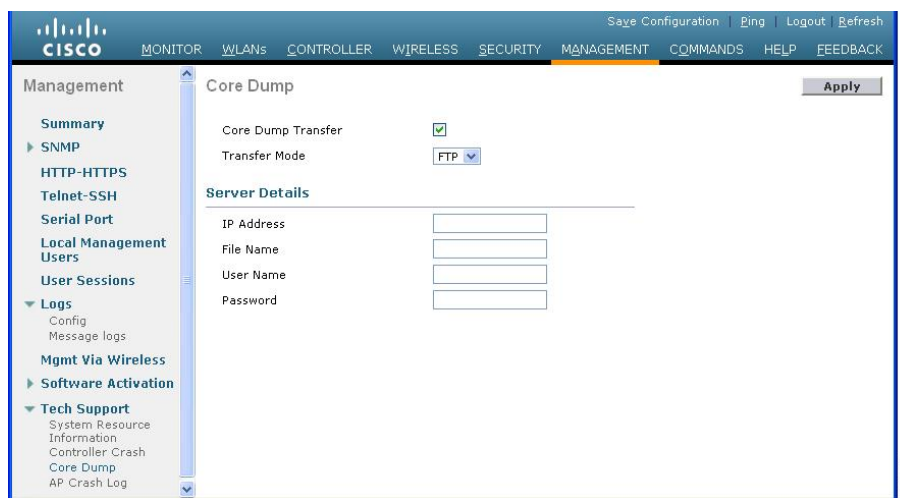 Save Configuration | Ping | Logout | Refresh
CISCO
MONITOR WLANs CONTROLLER WIRELESS SECURITY MANAGEMENT COMMANDS HELP FEEDBACK
Management
Summary
SNMP
HTTP-HTTPS
Telnet-SSH
Serial Port
Local Management
Users
User Sessions
Logs
Config
Message logs
Mgmt Via Wireless
Software Activation
Tech Support
System Resource
Information
Controller Crash
Core Dump
AP Crash Log
Core Dump
Apply
Core Dump Transfer
Transfer Mode FTP
Server Details
IP Address
File Name
User Name
Password